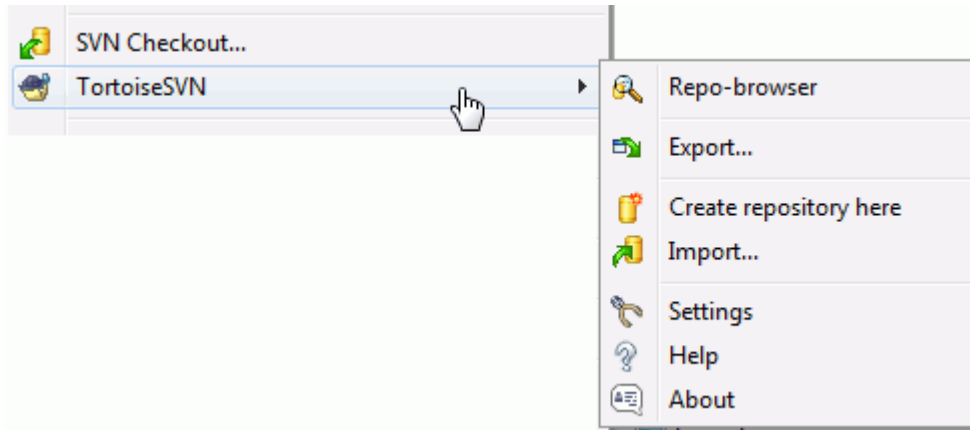 SVN Checkout...
TortoiseSVN
Repo-browser
Export...
Create repository here
Import...
Settings
Help
About